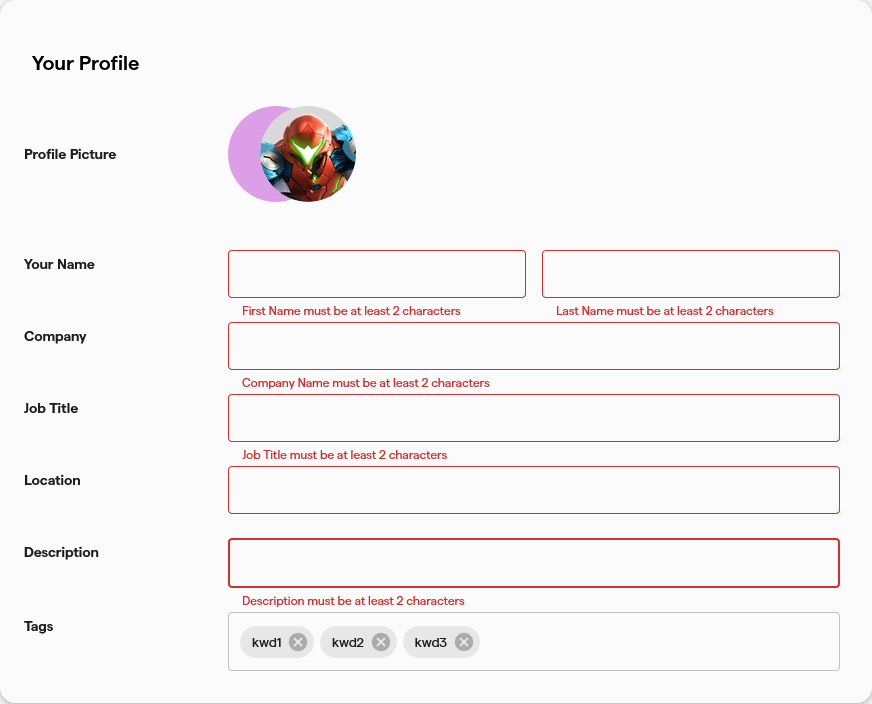 Your Profile
Profile Picture
Your Name
First Name must be at least 2 characters
Last Name must be at least 2 characters
Company
Company Name must be at least 2 characters
Job Title
Job Title must be at least 2 characters
Location
Description
Description must be at least 2 characters
Tags
kwd1 kwd2 kwd3